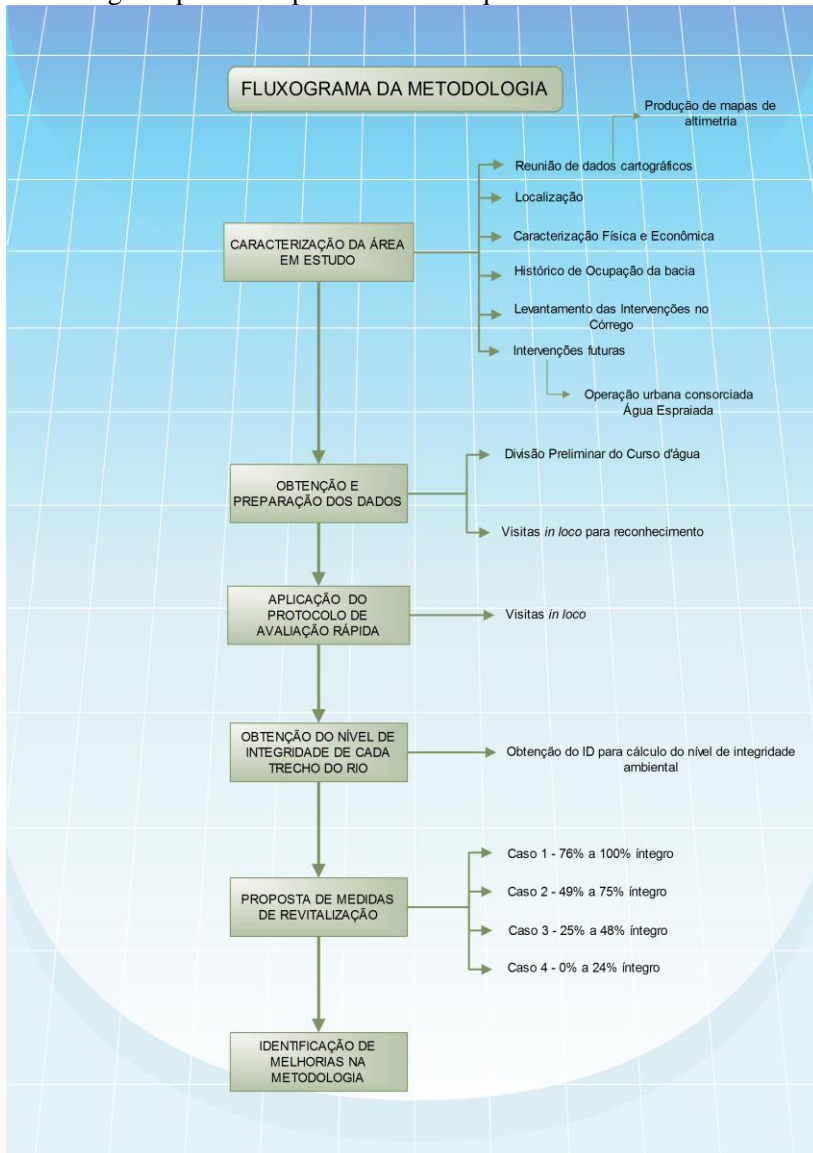 FLUXOGRAMA DA METODOLOGIA
Produção de mapas de
altimetria
Reunião de dados cartográficos
Localização
CARACTERIZAÇÃO DA ÁREA
EM ESTUDO
Caracterização Física e Econômica
Histórico de Ocupação da bacia
Levantamento das Intervenções no
Córrego
Intervenções futuras
Operação urbana consorciada
Água Espraiada
OBTENÇÃO E
PREPARAÇÃO DOS DADOS
Divisão Preliminar do Curso d'água
Visitas in loco para reconhecimento
APLICAÇÃO DO
PROTOCOLO DE
AVALIAÇÃO RÁPIDA
Visitas in loco
OBTENÇÃO DO NÍVEL DE
INTEGRIDADE DE CADA
TRECHO DO RIO
Obtenção do ID para cálculo do nível de integridade
ambiental
PROPOSTA DE MEDIDAS
DE REVITALIZAÇÃO
Caso 1 - 76% a 100% íntegro
Caso 2 - 49% a 75% íntegro
Caso 3 - 25% a 48% íntegro
Caso 4 - 0% a 24% íntegro
IDENTIFICAÇÃO DE
MELHORIAS NA
METODOLOGIA